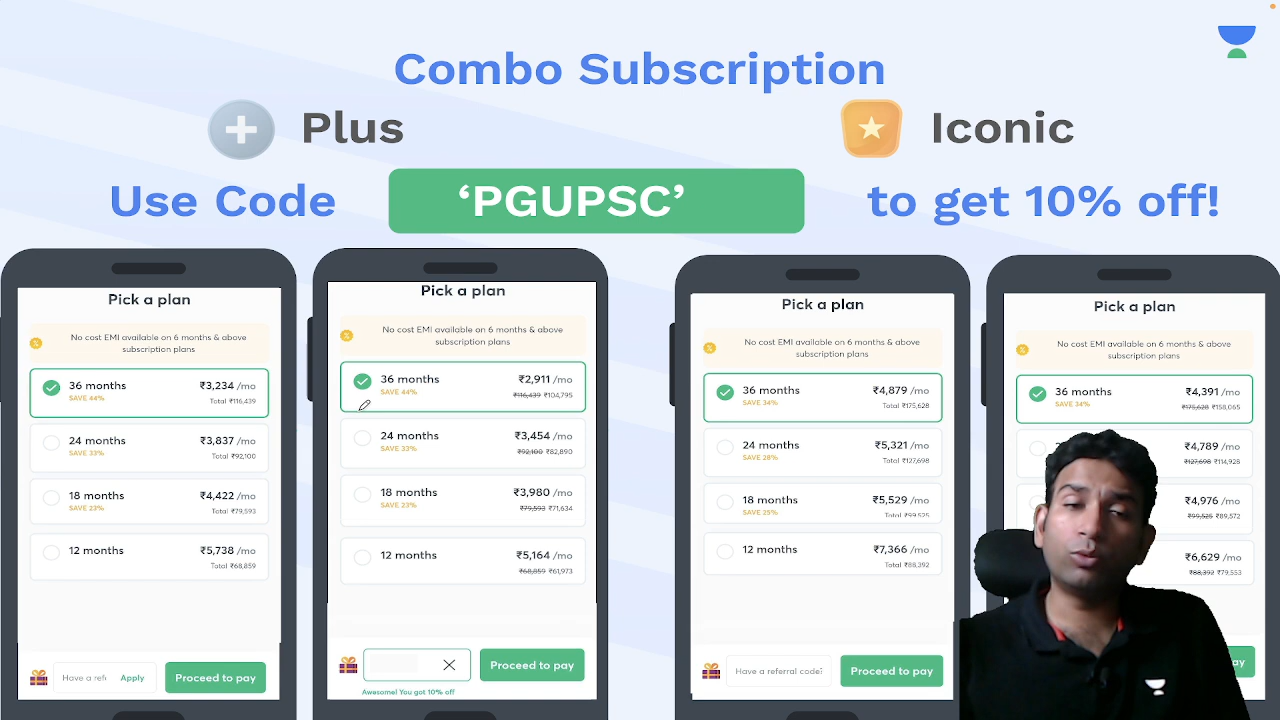 Combo Subscription
Plus
Iconic
Use Code 'PGUPSC' to get 10% off!
Pick a plan
No cost EMI available on 6 months & above
subscription plans
36 months ₹3,234 /mo
SAVE 44% Total ₹116,439
24 months ₹3,837 /mo
SAVE 33% Total ₹92,100
18 months ₹4,422 /mo
SAVE 23% Total ₹79,593
12 months ₹5,738 /mo
Total ₹68,859
Have a refe Apply Proceed to pay
Pick a plan
No cost EMI available on 6 months & above
subscription plans
36 months ₹2,911 /mo
SAVE 44% ₹116,439 ₹104,795
24 months ₹3,454 /mo
SAVE 33% ₹92,100 ₹82,890
18 months ₹3,980 /mo
SAVE 23% ₹79,593 ₹71,634
12 months ₹5,164 /mo
₹68,859 ₹61,973
Proceed to pay
Awesome! You got 10% off
Pick a plan
No cost EMI available on 6 months & above
subscription plans
36 months ₹4,879 /mo
SAVE 34% Total ₹175,628
24 months ₹5,321 /mo
SAVE 28% Total ₹127,698
18 months ₹5,529 /mo
SAVE 25% Total ₹99,525
12 months ₹7,366 /mo
Total ₹88,392
Have a referral code? Proceed to pay
Pick a plan
No cost EMI available on 6 months & above
subscription plans
36 months ₹4,391 /mo
SAVE 34% ₹175,628 ₹158,065
₹4,789 /mo
₹127,698 ₹114,928
₹4,976 /mo
₹99,525 ₹89,572
₹6,629 /mo
₹88,392 ₹79,553
pay